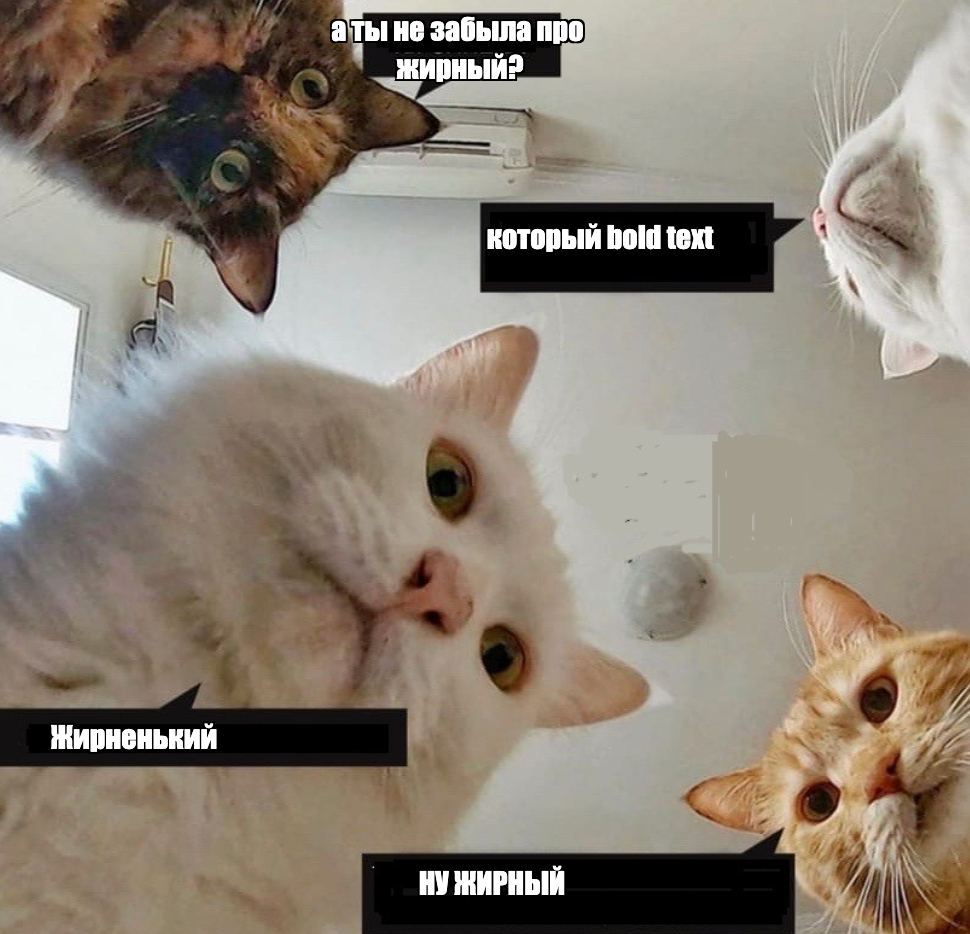 а ты не забыла про
жирный?
который bold text
Жирненький
НУ ЖИРНЫЙ